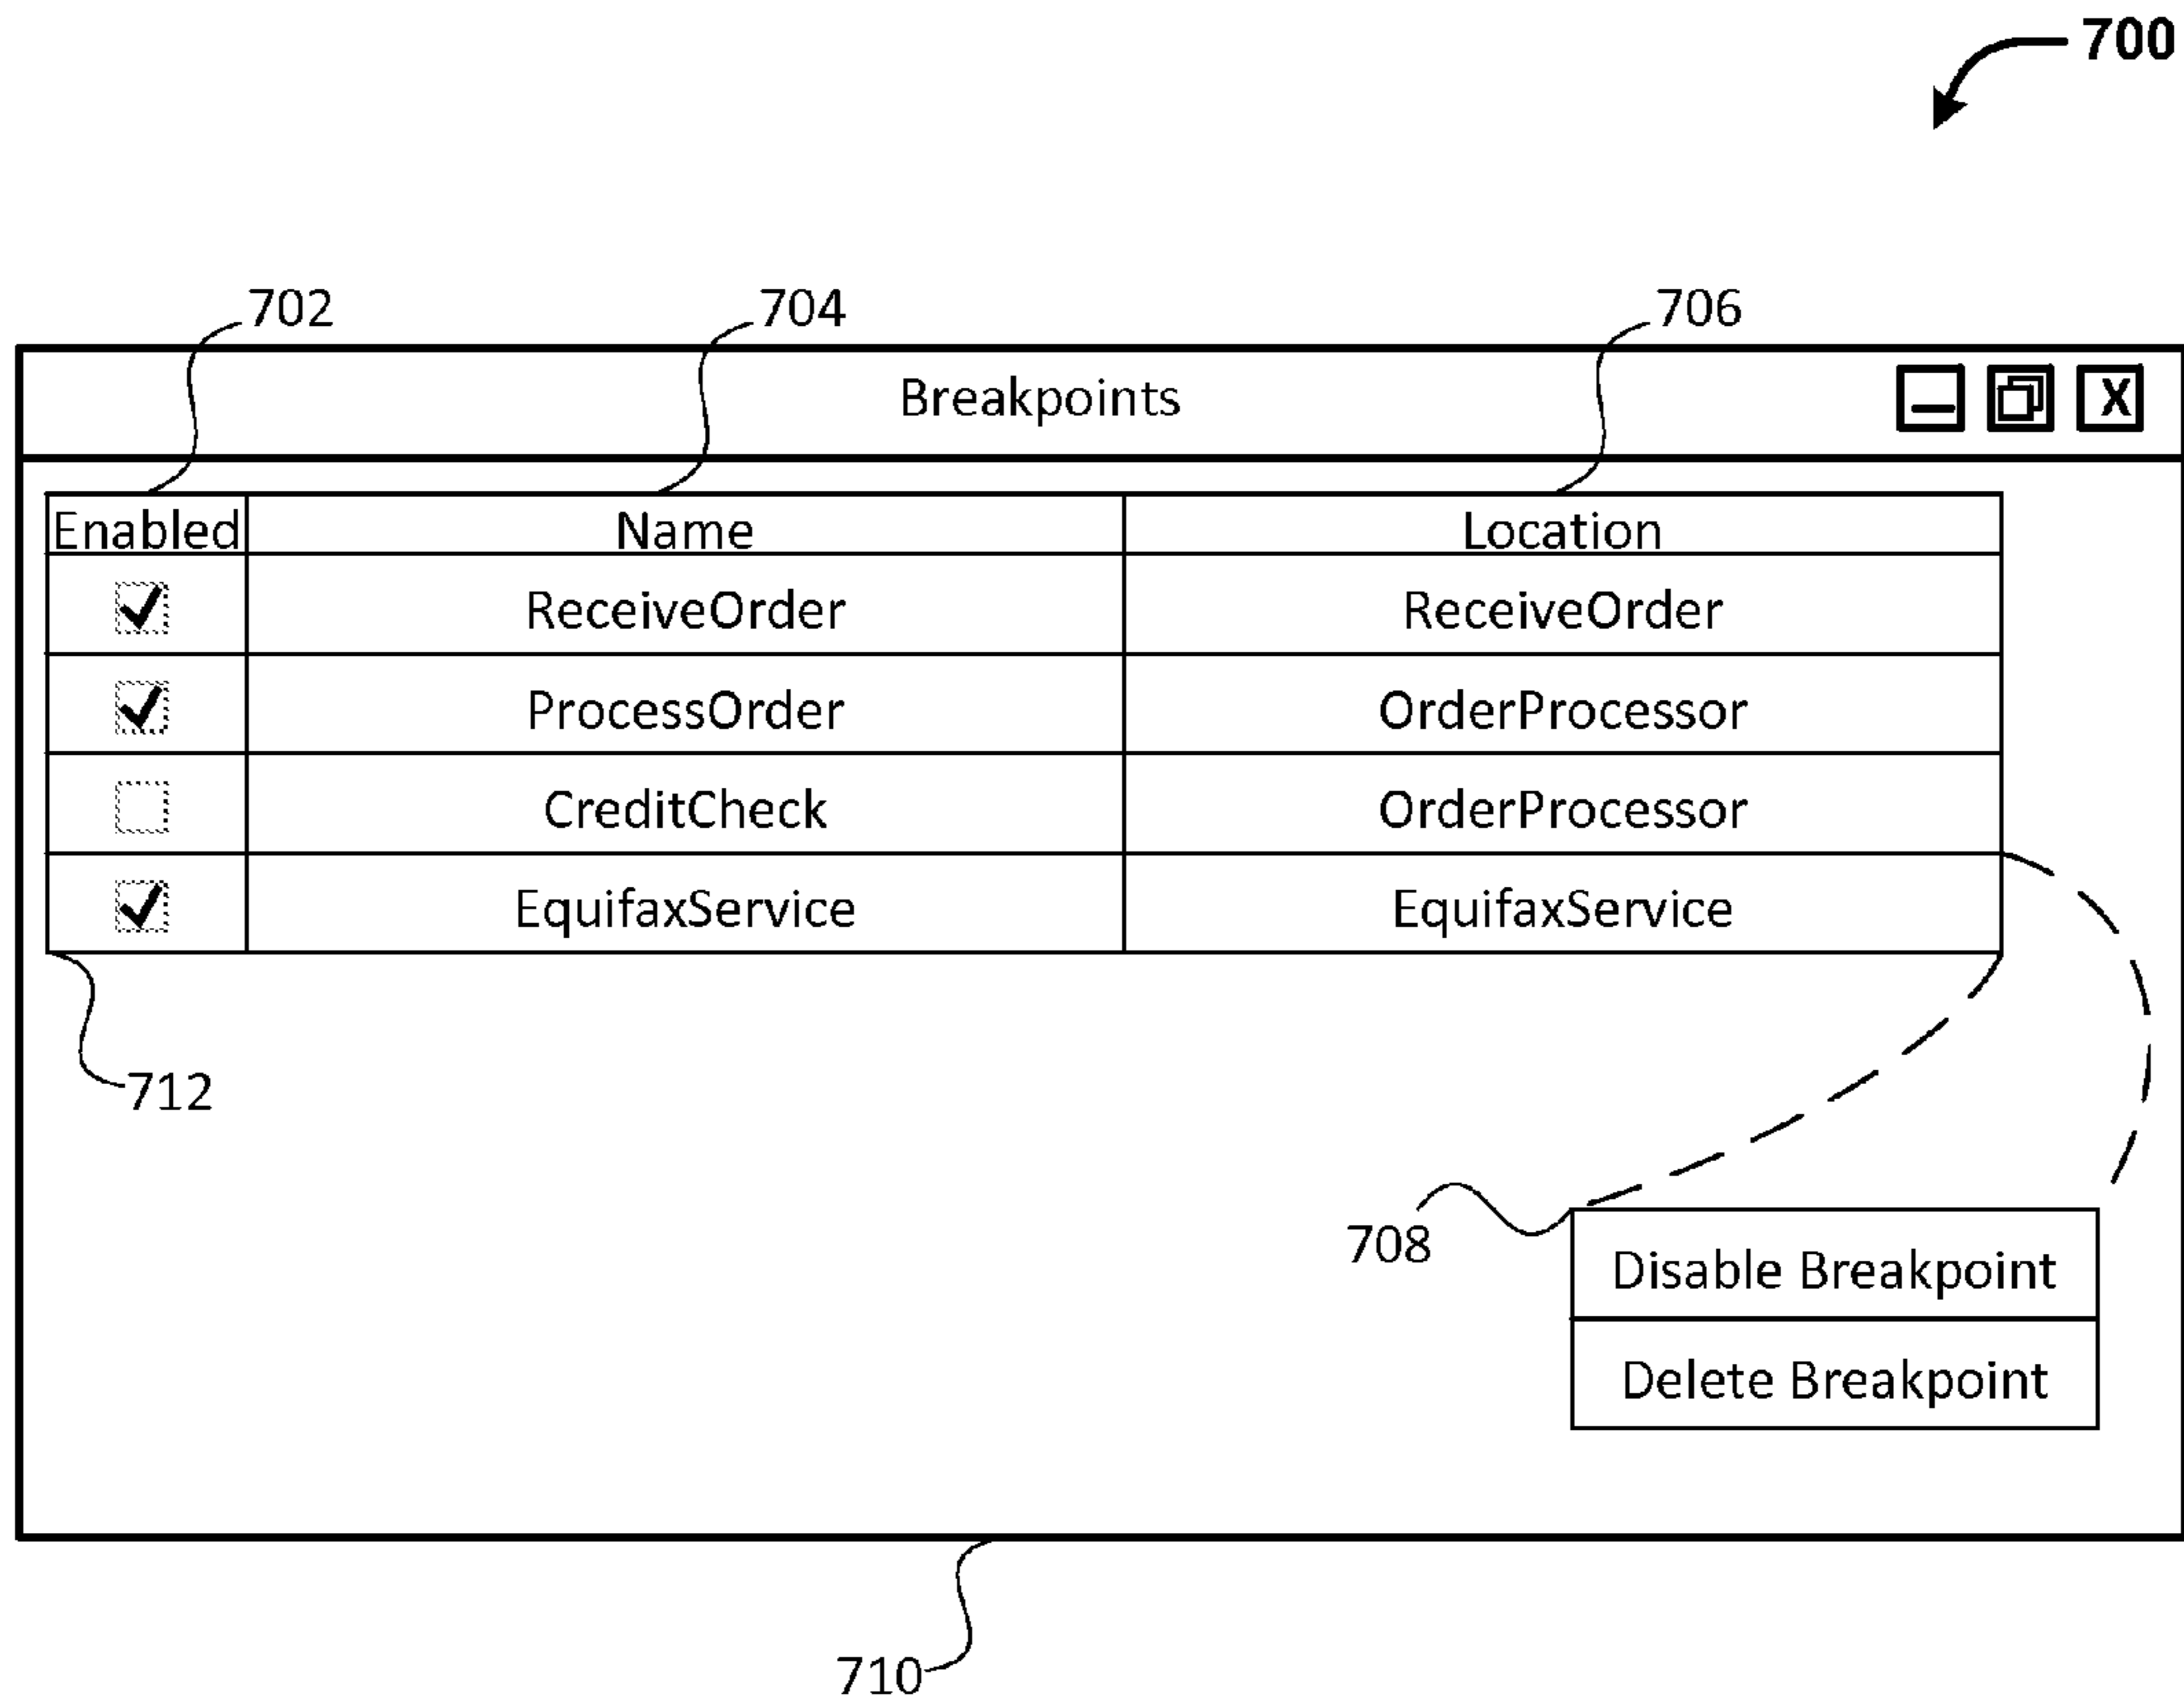 700
702 704 706
Breakpoints X
Enabled Name Location
ReceiveOrder ReceiveOrder
ProcessOrder OrderProcessor
CreditCheck OrderProcessor
EquifaxService EquifaxService
712
708
Disable Breakpoint
Delete Breakpoint
710